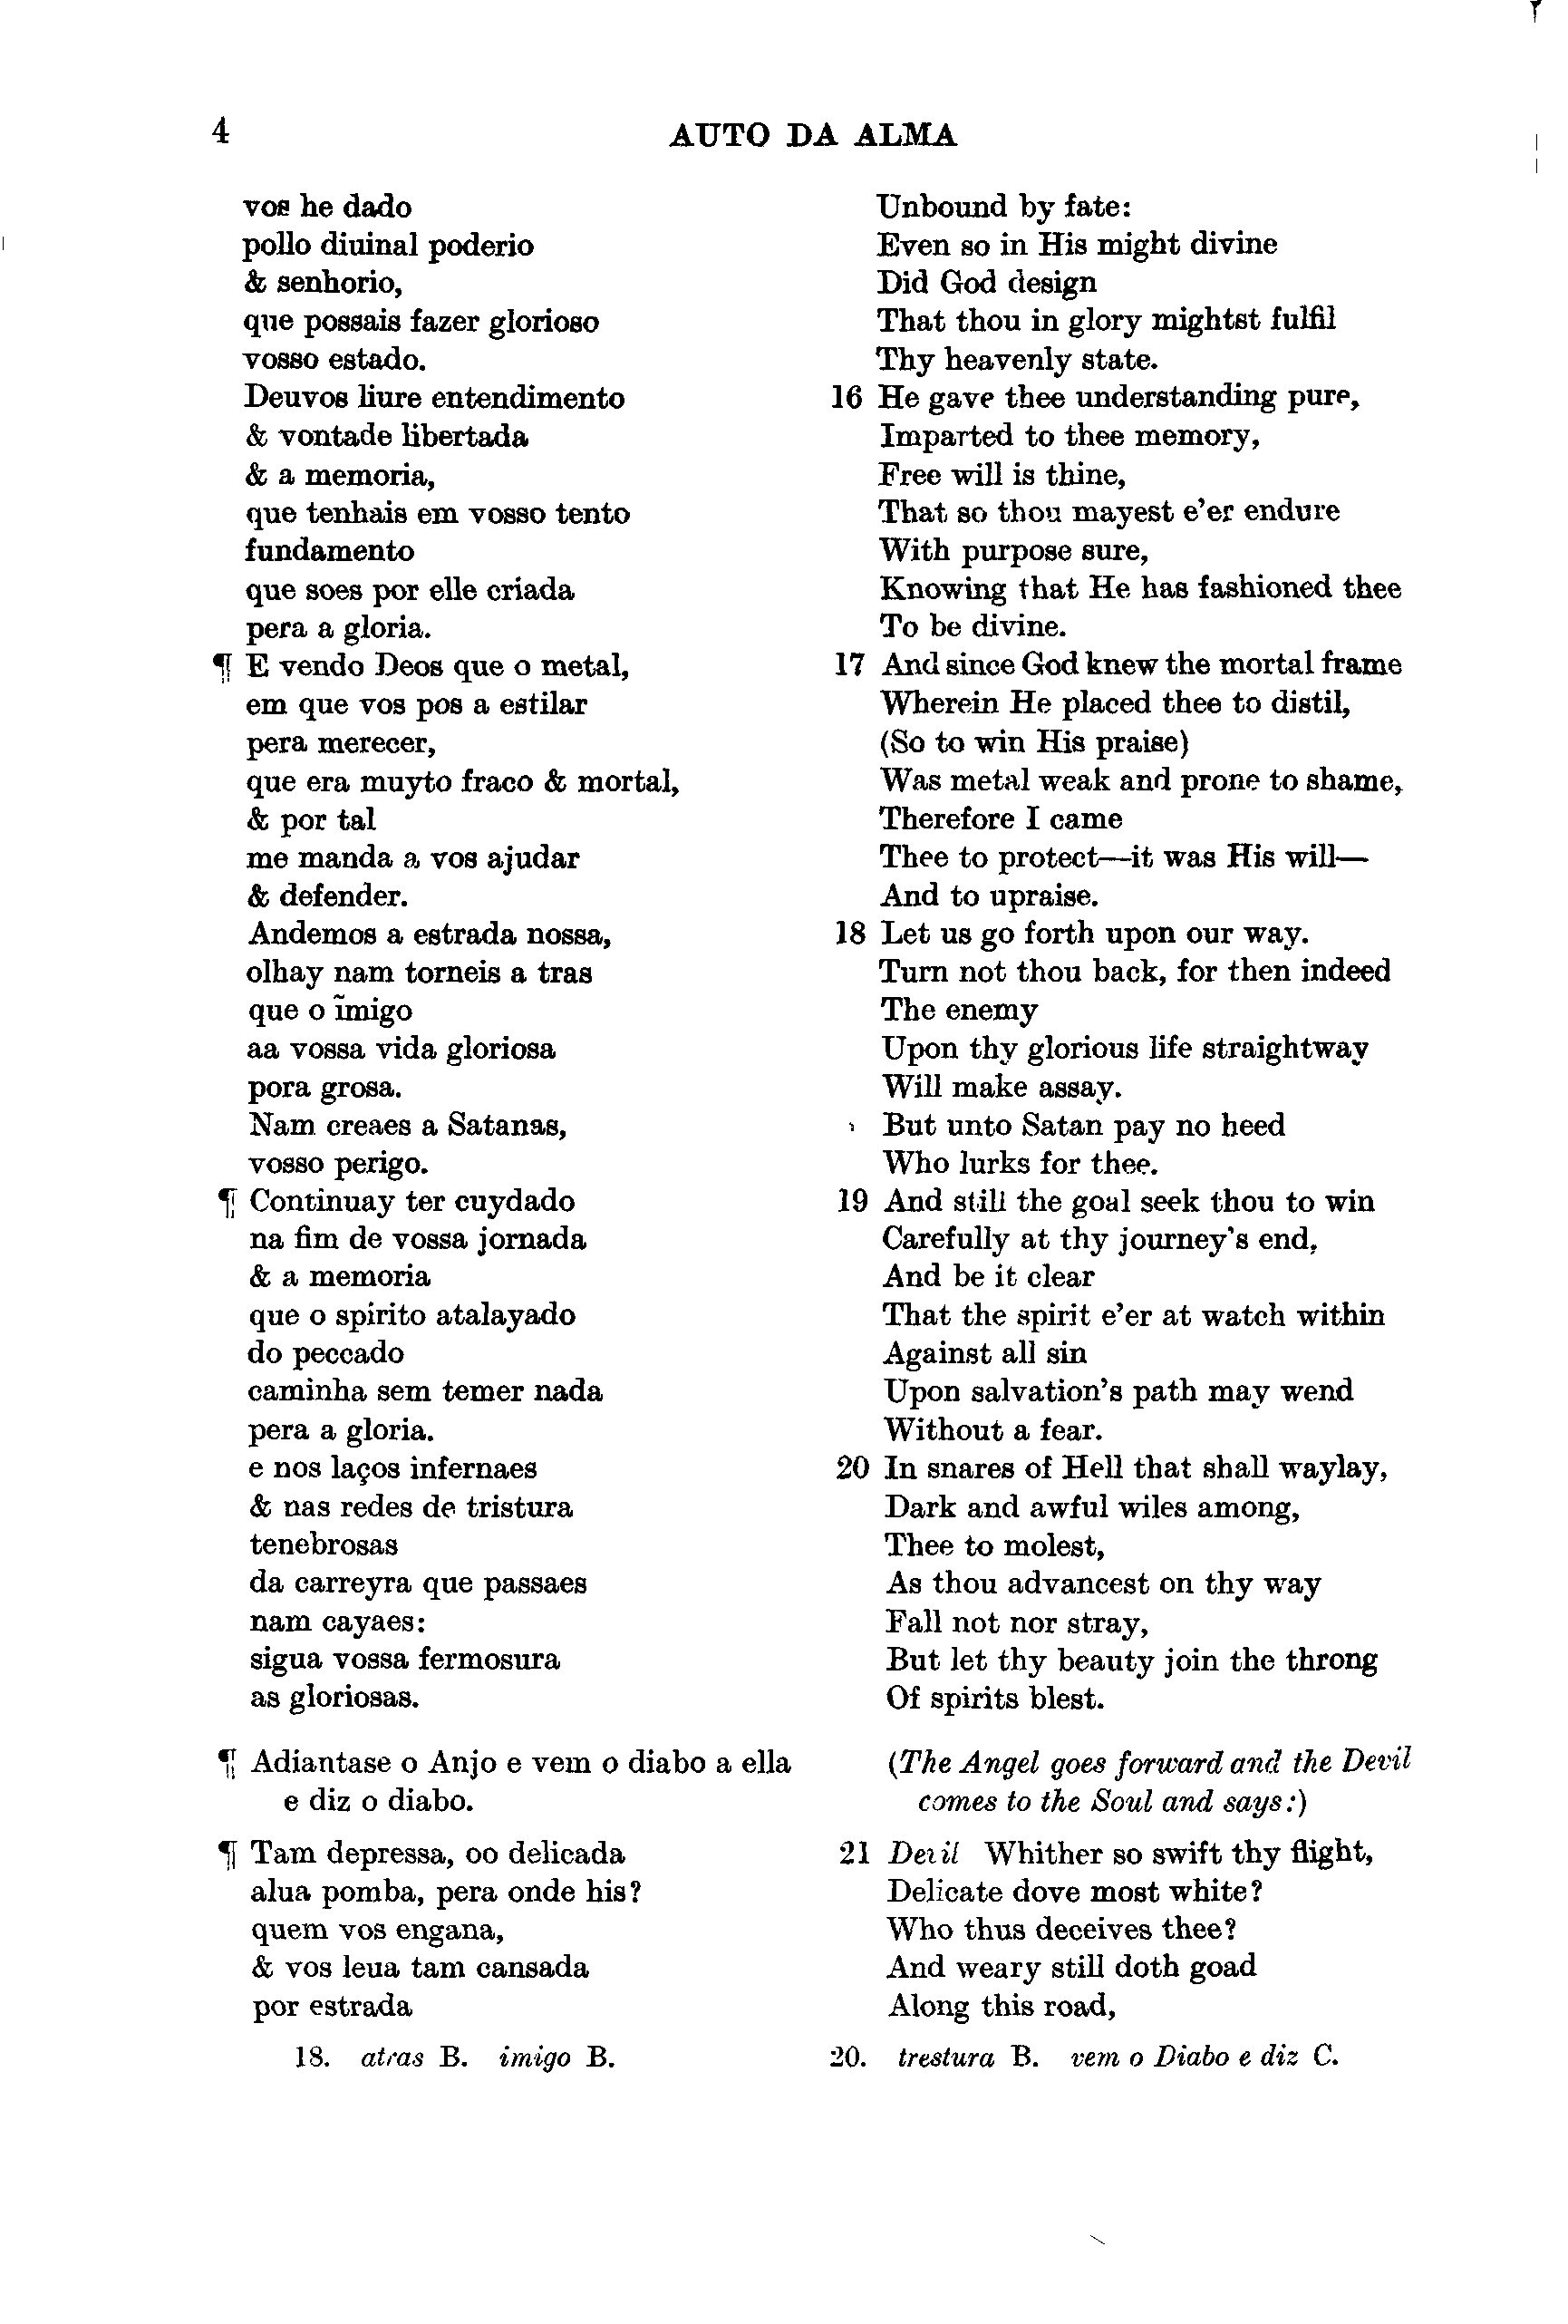 4
AUTO DA ALMA
vos he dado
pollo diuinal poderio
& senhorio,
que possais fazer glorioso
vosso estado.
Deuvos liure entendimento
& vontade libertada
& a memoria,
que tenhais em vosso tento
fundamento
que soes por elle criada
pera a gloria.
¶ E vendo Deos que o metal,
em que vos pos a estilar
pera merecer,
que era muyto fraco & mortal,
& por tal
me manda a vos ajudar
& defender.
Andemos a estrada nossa,
olhay nam torneis a tras
que o ĩmigo
aa vossa vida gloriosa
pora grosa.
Nam creaes a Satanas,
vosso perigo.
¶ Continuay ter cuydado
na fim de vossa jornada
& a memoria
que o spirito atalayado
do peccado
caminha sem temer nada
pera a gloria.
e nos laços infernaes
& nas redes de tristura
tenebrosas
da carreyra que passaes
nam cayaes:
sigua vossa fermosura
as gloriosas.
¶ Adiantase o Anjo e vem o diabo a ella
e diz o diabo.
¶ Tam depressa, oo delicada
alua pomba, pera onde his?
quem vos engana,
& vos leua tam cansada
por estrada
Unbound by fate:
Even so in His might divine
Did God design
That thou in glory mightst fulfil
Thy heavenly state.
16 He gave thee understanding pure,
Imparted to thee memory,
Free will is thine,
That so thou mayest e'er endure
With purpose sure,
Knowing that He has fashioned thee
To be divine.
17 And since God knew the mortal frame
Wherein He placed thee to distil,
(So to win His praise)
Was metal weak and prone to shame,
Therefore I came
Thee to protect—it was His will—
And to upraise.
18 Let us go forth upon our way.
Turn not thou back, for then indeed
The enemy
Upon thy glorious life straightway
Will make assay.
But unto Satan pay no heed
Who lurks for thee.
19 And still the goal seek thou to win
Carefully at thy journey's end,
And be it clear
That the spirit e'er at watch within
Against all sin
Upon salvation's path may wend
Without a fear.
20 In snares of Hell that shall waylay,
Dark and awful wiles among,
Thee to molest,
As thou advancest on thy way
Fall not nor stray,
But let thy beauty join the throng
Of spirits blest.
(The Angel goes forward and the Devil
comes to the Soul and says:)
21 Devil Whither so swift thy flight,
Delicate dove most white?
Who thus deceives thee?
And weary still doth goad
Along this road,
18. atras B. imigo B.
20. trestura B. vem o Diabo e diz C.